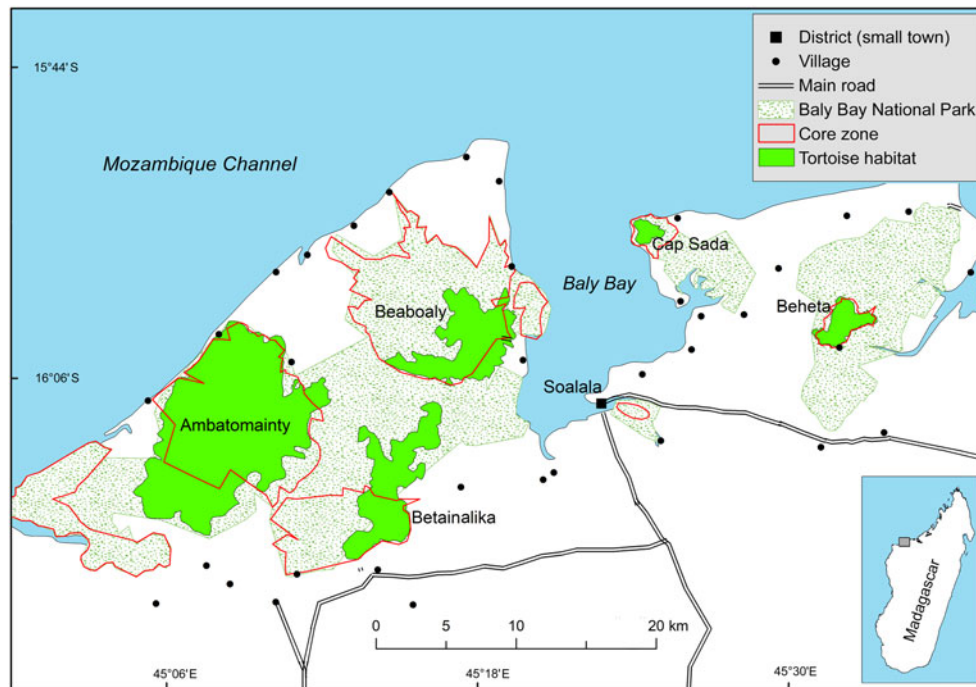 15°44'S
Mozambique Channel
District (small town)
Village
Main road
Baly Bay National Park
Core zone
Tortoise habitat
Cap Sada
Baly Bay
Beaboaly
Beheta
16°06'S
Soalala
Ambatomainty
Betainalika
Madagascar
0 5 10 20 km
45°06'E
45°18'E
45°30'E